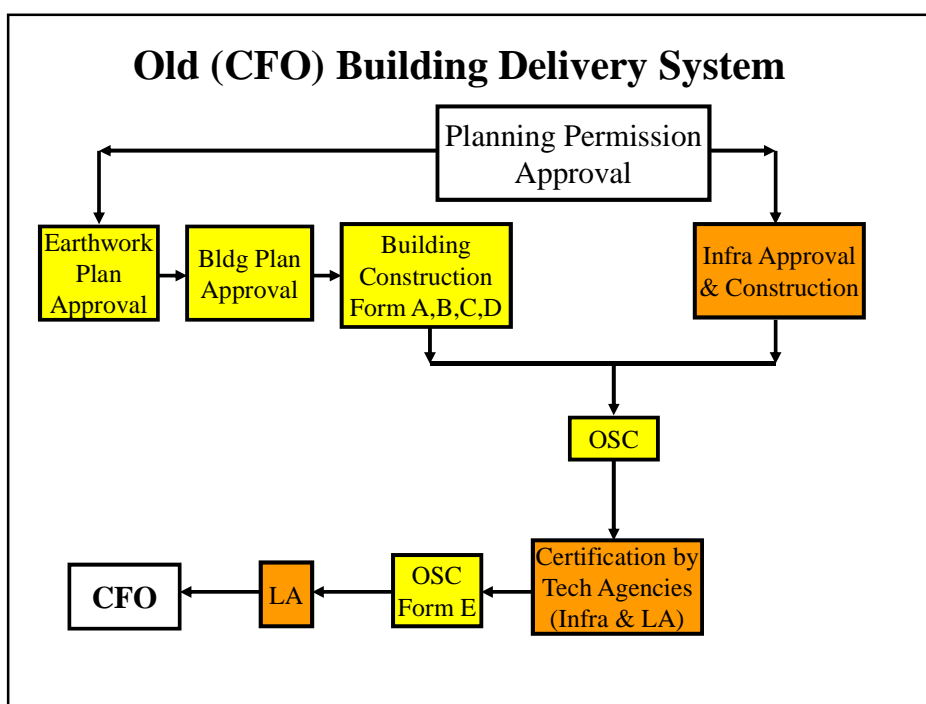 Old (CFO) Building Delivery System
Planning Permission
Approval
Earthwork
Plan
Approval
Bldg Plan
Approval
Building
Construction
Form A,B,C,D
Infra Approval
& Construction
OSC
Certification by
Tech Agencies
(Infra & LA)
OSC
Form E
LA
CFO